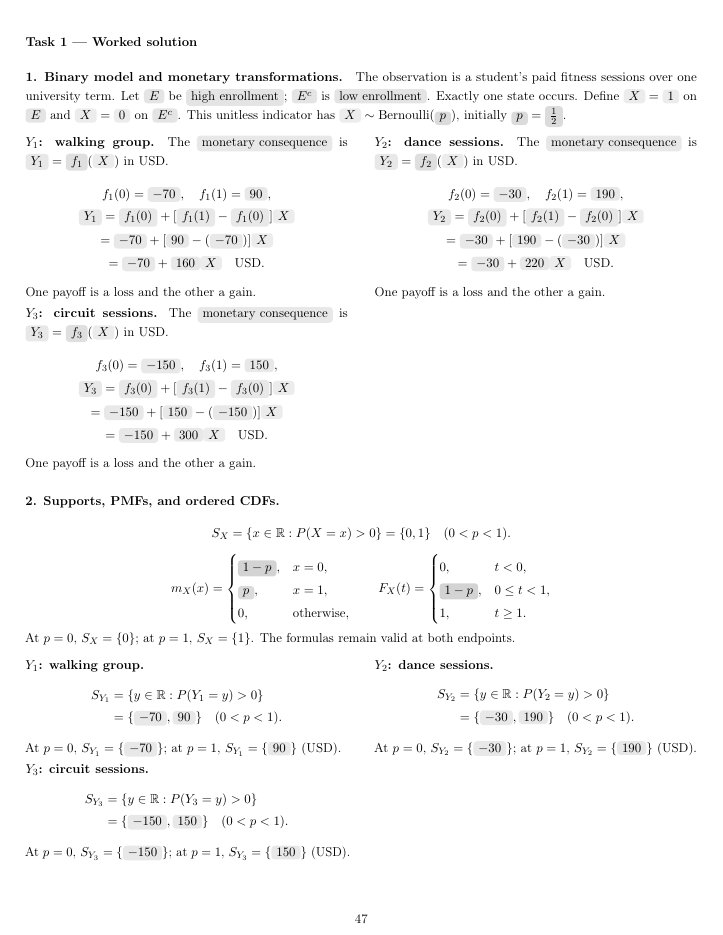 Task 1 — Worked solution
1. Binary model and monetary transformations. The observation is a student's paid fitness sessions over one
university term. Let E be high enrollment; Eᶜ is low enrollment. Exactly one state occurs. Define X = 1 on
E and X = 0 on Eᶜ. This unitless indicator has X ∼ Bernoulli(p), initially p = 1/2.
Y₁: walking group. The monetary consequence is
Y₁ = f₁(X) in USD.
f₁(0) = −70, f₁(1) = 90,
Y₁ = f₁(0) + [f₁(1) − f₁(0)] X
= −70 + [90 − (−70)] X
= −70 + 160 X USD.
One payoff is a loss and the other a gain.
Y₂: dance sessions. The monetary consequence is
Y₂ = f₂(X) in USD.
f₂(0) = −30, f₂(1) = 190,
Y₂ = f₂(0) + [f₂(1) − f₂(0)] X
= −30 + [190 − (−30)] X
= −30 + 220 X USD.
One payoff is a loss and the other a gain.
Y₃: circuit sessions. The monetary consequence is
Y₃ = f₃(X) in USD.
f₃(0) = −150, f₃(1) = 150,
Y₃ = f₃(0) + [f₃(1) − f₃(0)] X
= −150 + [150 − (−150)] X
= −150 + 300 X USD.
One payoff is a loss and the other a gain.
2. Supports, PMFs, and ordered CDFs.
S_X = {x ∈ ℝ : P(X = x) > 0} = {0, 1} (0 < p < 1).
m_X(x) = { 1 − p, x = 0,
p, x = 1,
0, otherwise,
F_X(t) = { 0, t < 0,
1 − p, 0 ≤ t < 1,
1, t ≥ 1.
At p = 0, S_X = {0}; at p = 1, S_X = {1}. The formulas remain valid at both endpoints.
Y₁: walking group.
S_Y₁ = {y ∈ ℝ : P(Y₁ = y) > 0}
= {−70, 90} (0 < p < 1).
At p = 0, S_Y₁ = {−70}; at p = 1, S_Y₁ = {90} (USD).
Y₂: dance sessions.
S_Y₂ = {y ∈ ℝ : P(Y₂ = y) > 0}
= {−30, 190} (0 < p < 1).
At p = 0, S_Y₂ = {−30}; at p = 1, S_Y₂ = {190} (USD).
Y₃: circuit sessions.
S_Y₃ = {y ∈ ℝ : P(Y₃ = y) > 0}
= {−150, 150} (0 < p < 1).
At p = 0, S_Y₃ = {−150}; at p = 1, S_Y₃ = {150} (USD).
47